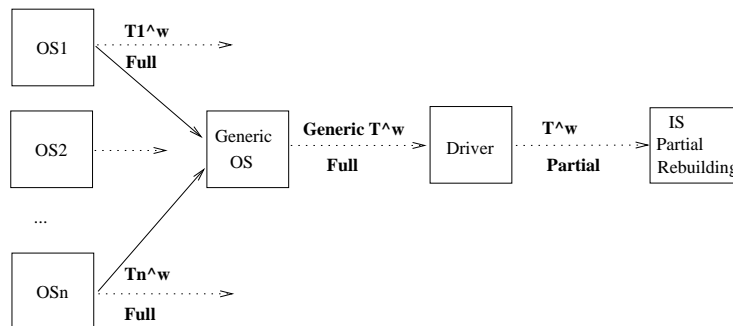 T1^w
OS1
Full
OS2
Generic
OS
Generic T^w
Full
Driver
T^w
Partial
IS
Partial
Rebuilding
...
OSn
Tn^w
Full